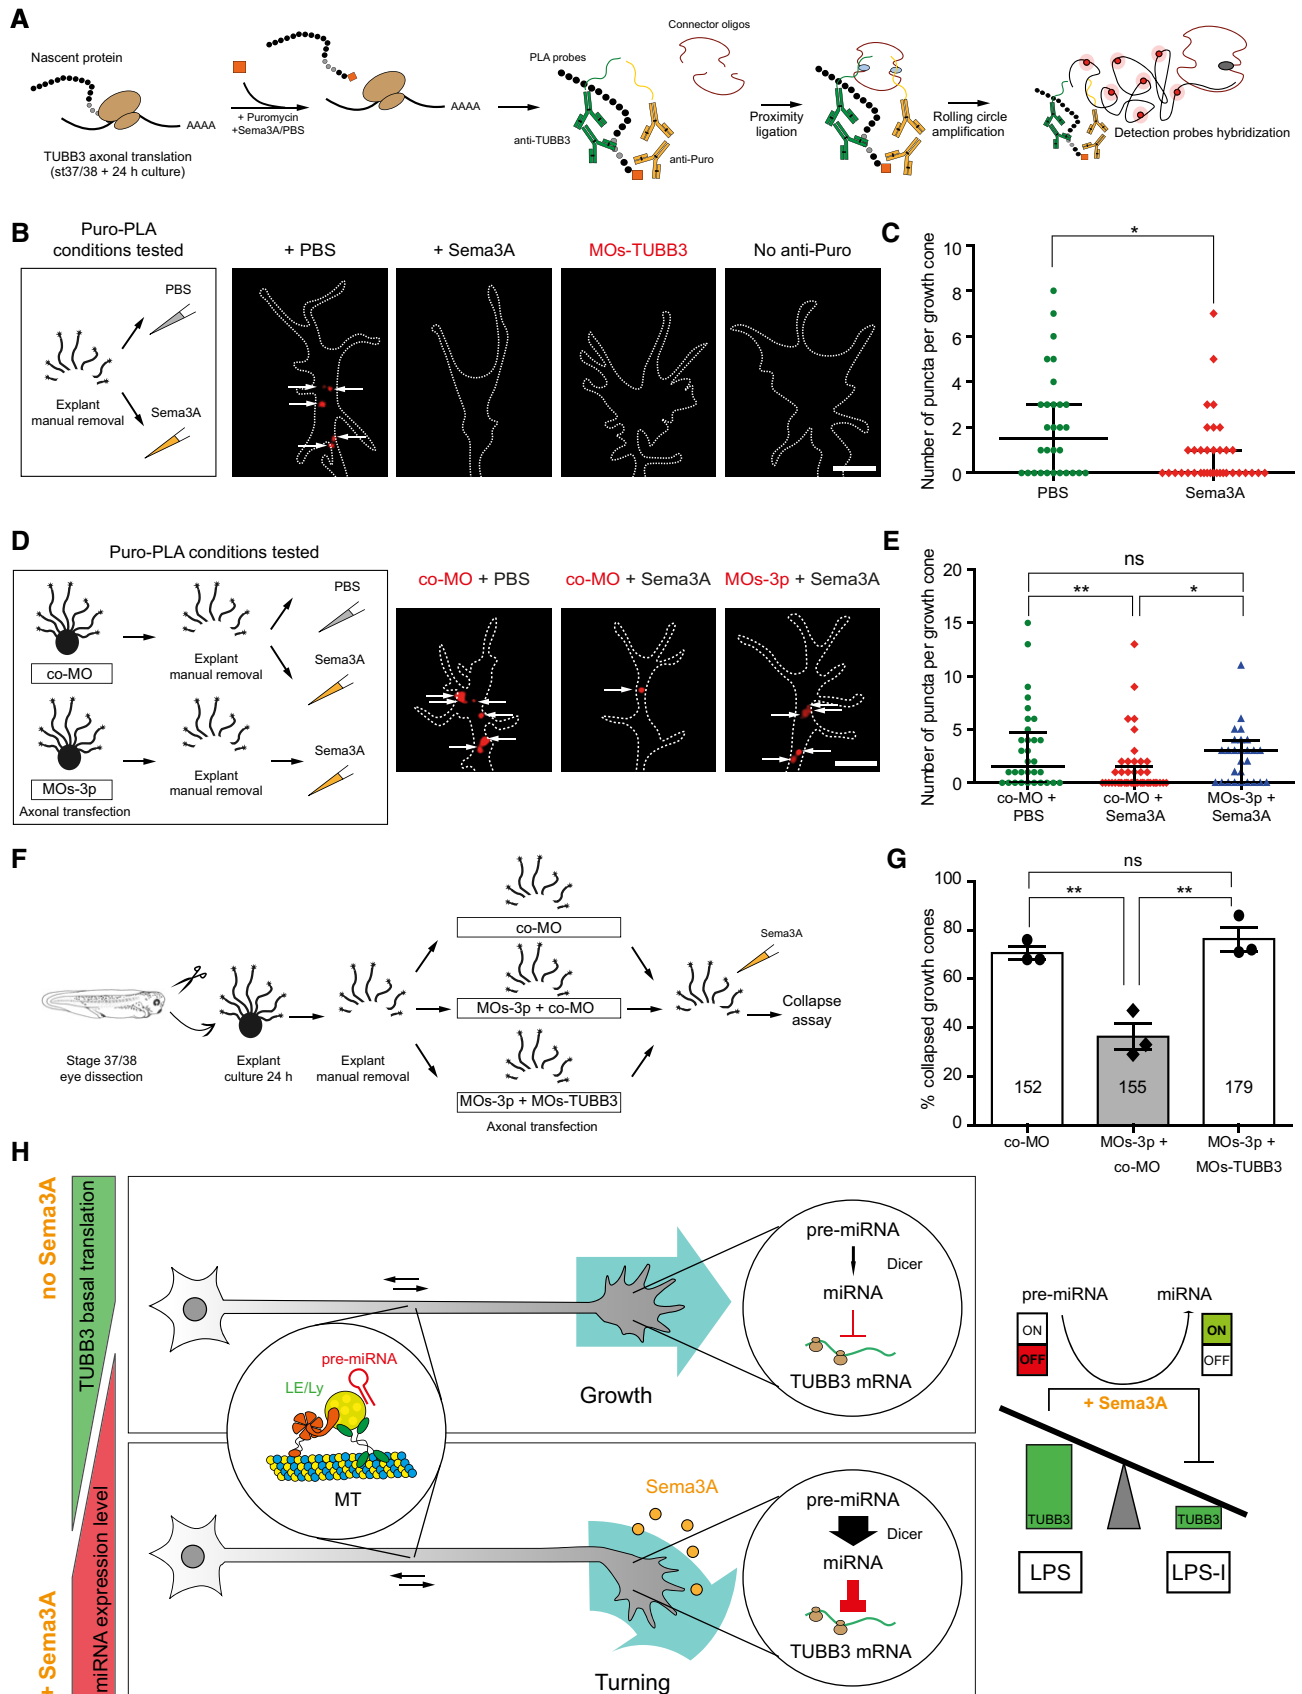 A
Nascent protein
AAAA
TUBB3 axonal translation
(st37/38 + 24 h culture)
+ Puromycin
+Sema3A/PBS
AAAA
PLA probes
Connector oligos
anti-TUBB3
anti-Puro
Proximity
ligation
Rolling circle
amplification
Detection probes hybridization
B
Puro-PLA
conditions tested
PBS
Explant
manual removal
Sema3A
+ PBS
+ Sema3A
MOs-TUBB3
No anti-Puro
C
Number of puncta per growth cone
10
8
6
4
2
0
*
PBS
Sema3A
D
Puro-PLA conditions tested
co-MO
Explant
manual removal
PBS
Sema3A
MOs-3p
Axonal transfection
Explant
manual removal
Sema3A
co-MO + PBS
co-MO + Sema3A
MOs-3p + Sema3A
E
Number of puncta per growth cone
20
15
10
5
0
ns
**
*
co-MO +
PBS
co-MO +
Sema3A
MOs-3p +
Sema3A
F
Stage 37/38
eye dissection
Explant
culture 24 h
Explant
manual removal
co-MO
MOs-3p + co-MO
MOs-3p + MOs-TUBB3
Axonal transfection
Sema3A
Collapse
assay
G
% collapsed growth cones
100
80
60
40
20
0
ns
**
**
152
155
179
co-MO
MOs-3p +
co-MO
MOs-3p +
MOs-TUBB3
H
no Sema3A
+ Sema3A
TUBB3 basal translation
miRNA expression level
pre-miRNA
LE/Ly
MT
Growth
pre-miRNA
Dicer
miRNA
TUBB3 mRNA
Sema3A
Turning
pre-miRNA
Dicer
miRNA
TUBB3 mRNA
pre-miRNA
miRNA
ON
OFF
ON
OFF
+ Sema3A
TUBB3
TUBB3
LPS
LPS-I